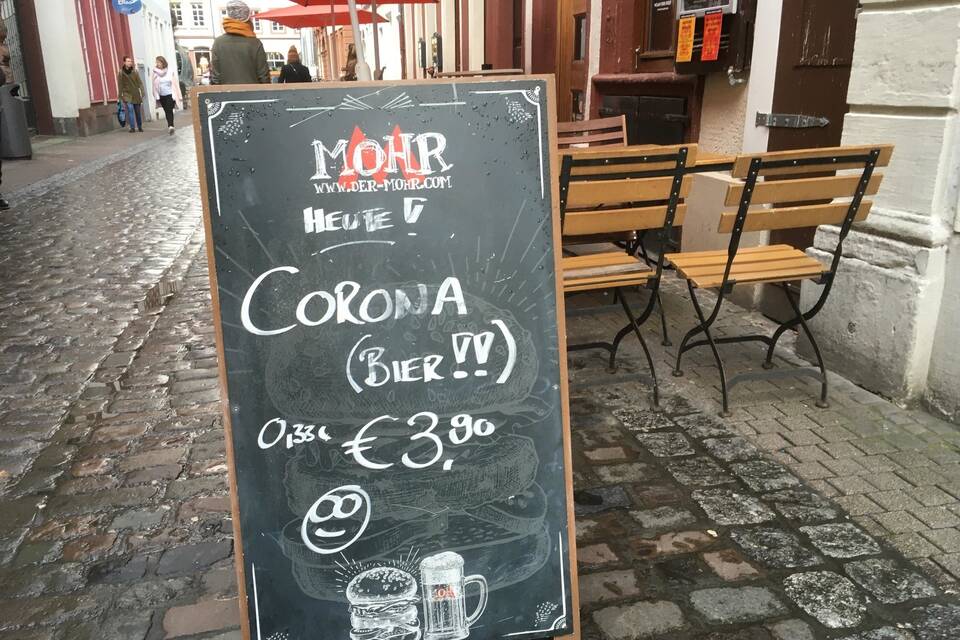 MOHR
WWW.DER-MOHR.COM
HEUTE !
CORONA
(BIER !!)
0,33L €3.90